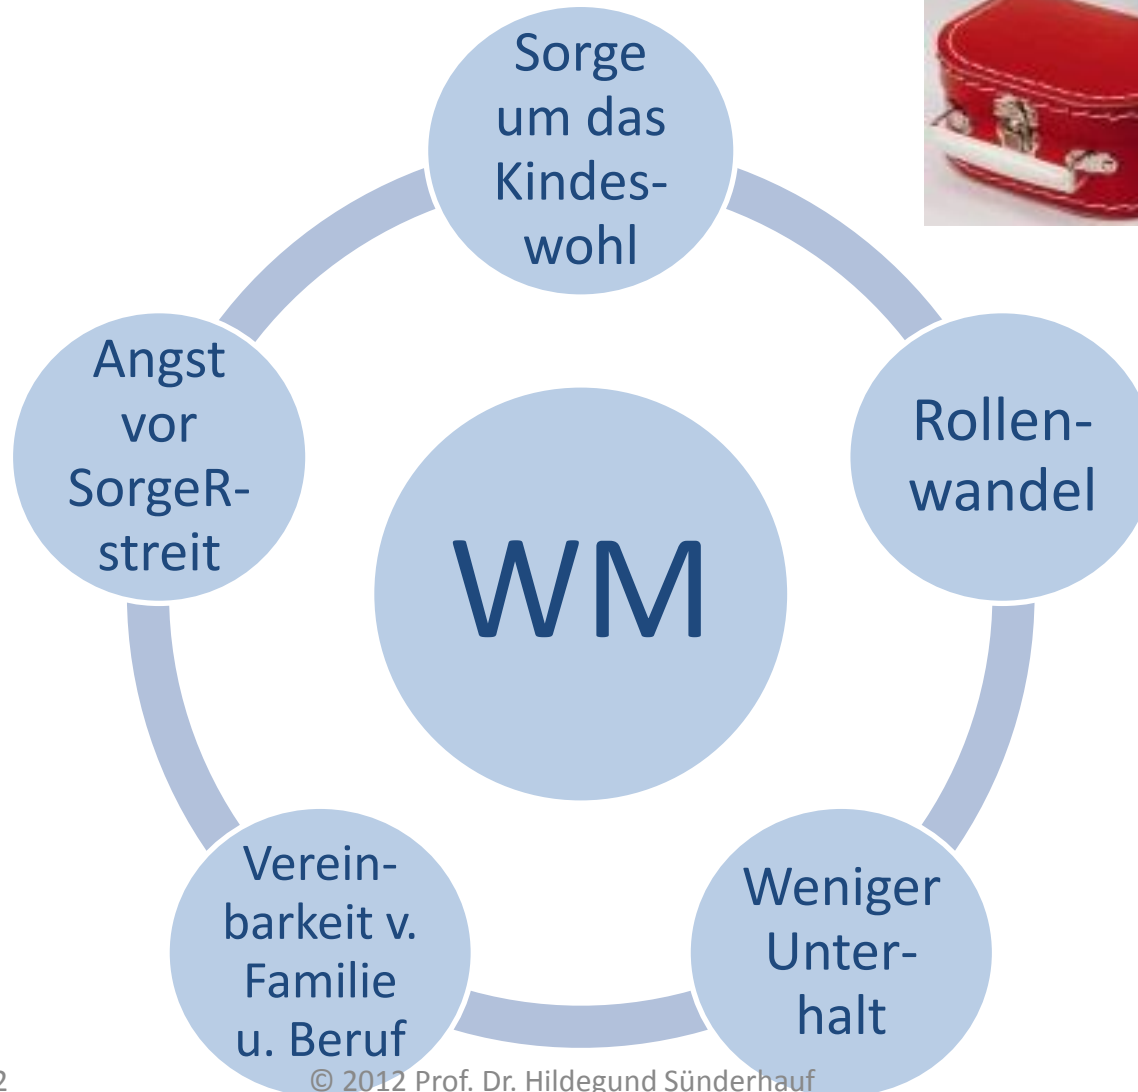 Sorge
um das
Kindes-
wohl
Rollen-
wandel
Weniger
Unter-
halt
Verein-
barkeit v.
Familie
u. Beruf
Angst
vor
SorgeR-
streit
WM
2
© 2012 Prof. Dr. Hildegund Sünderhauf